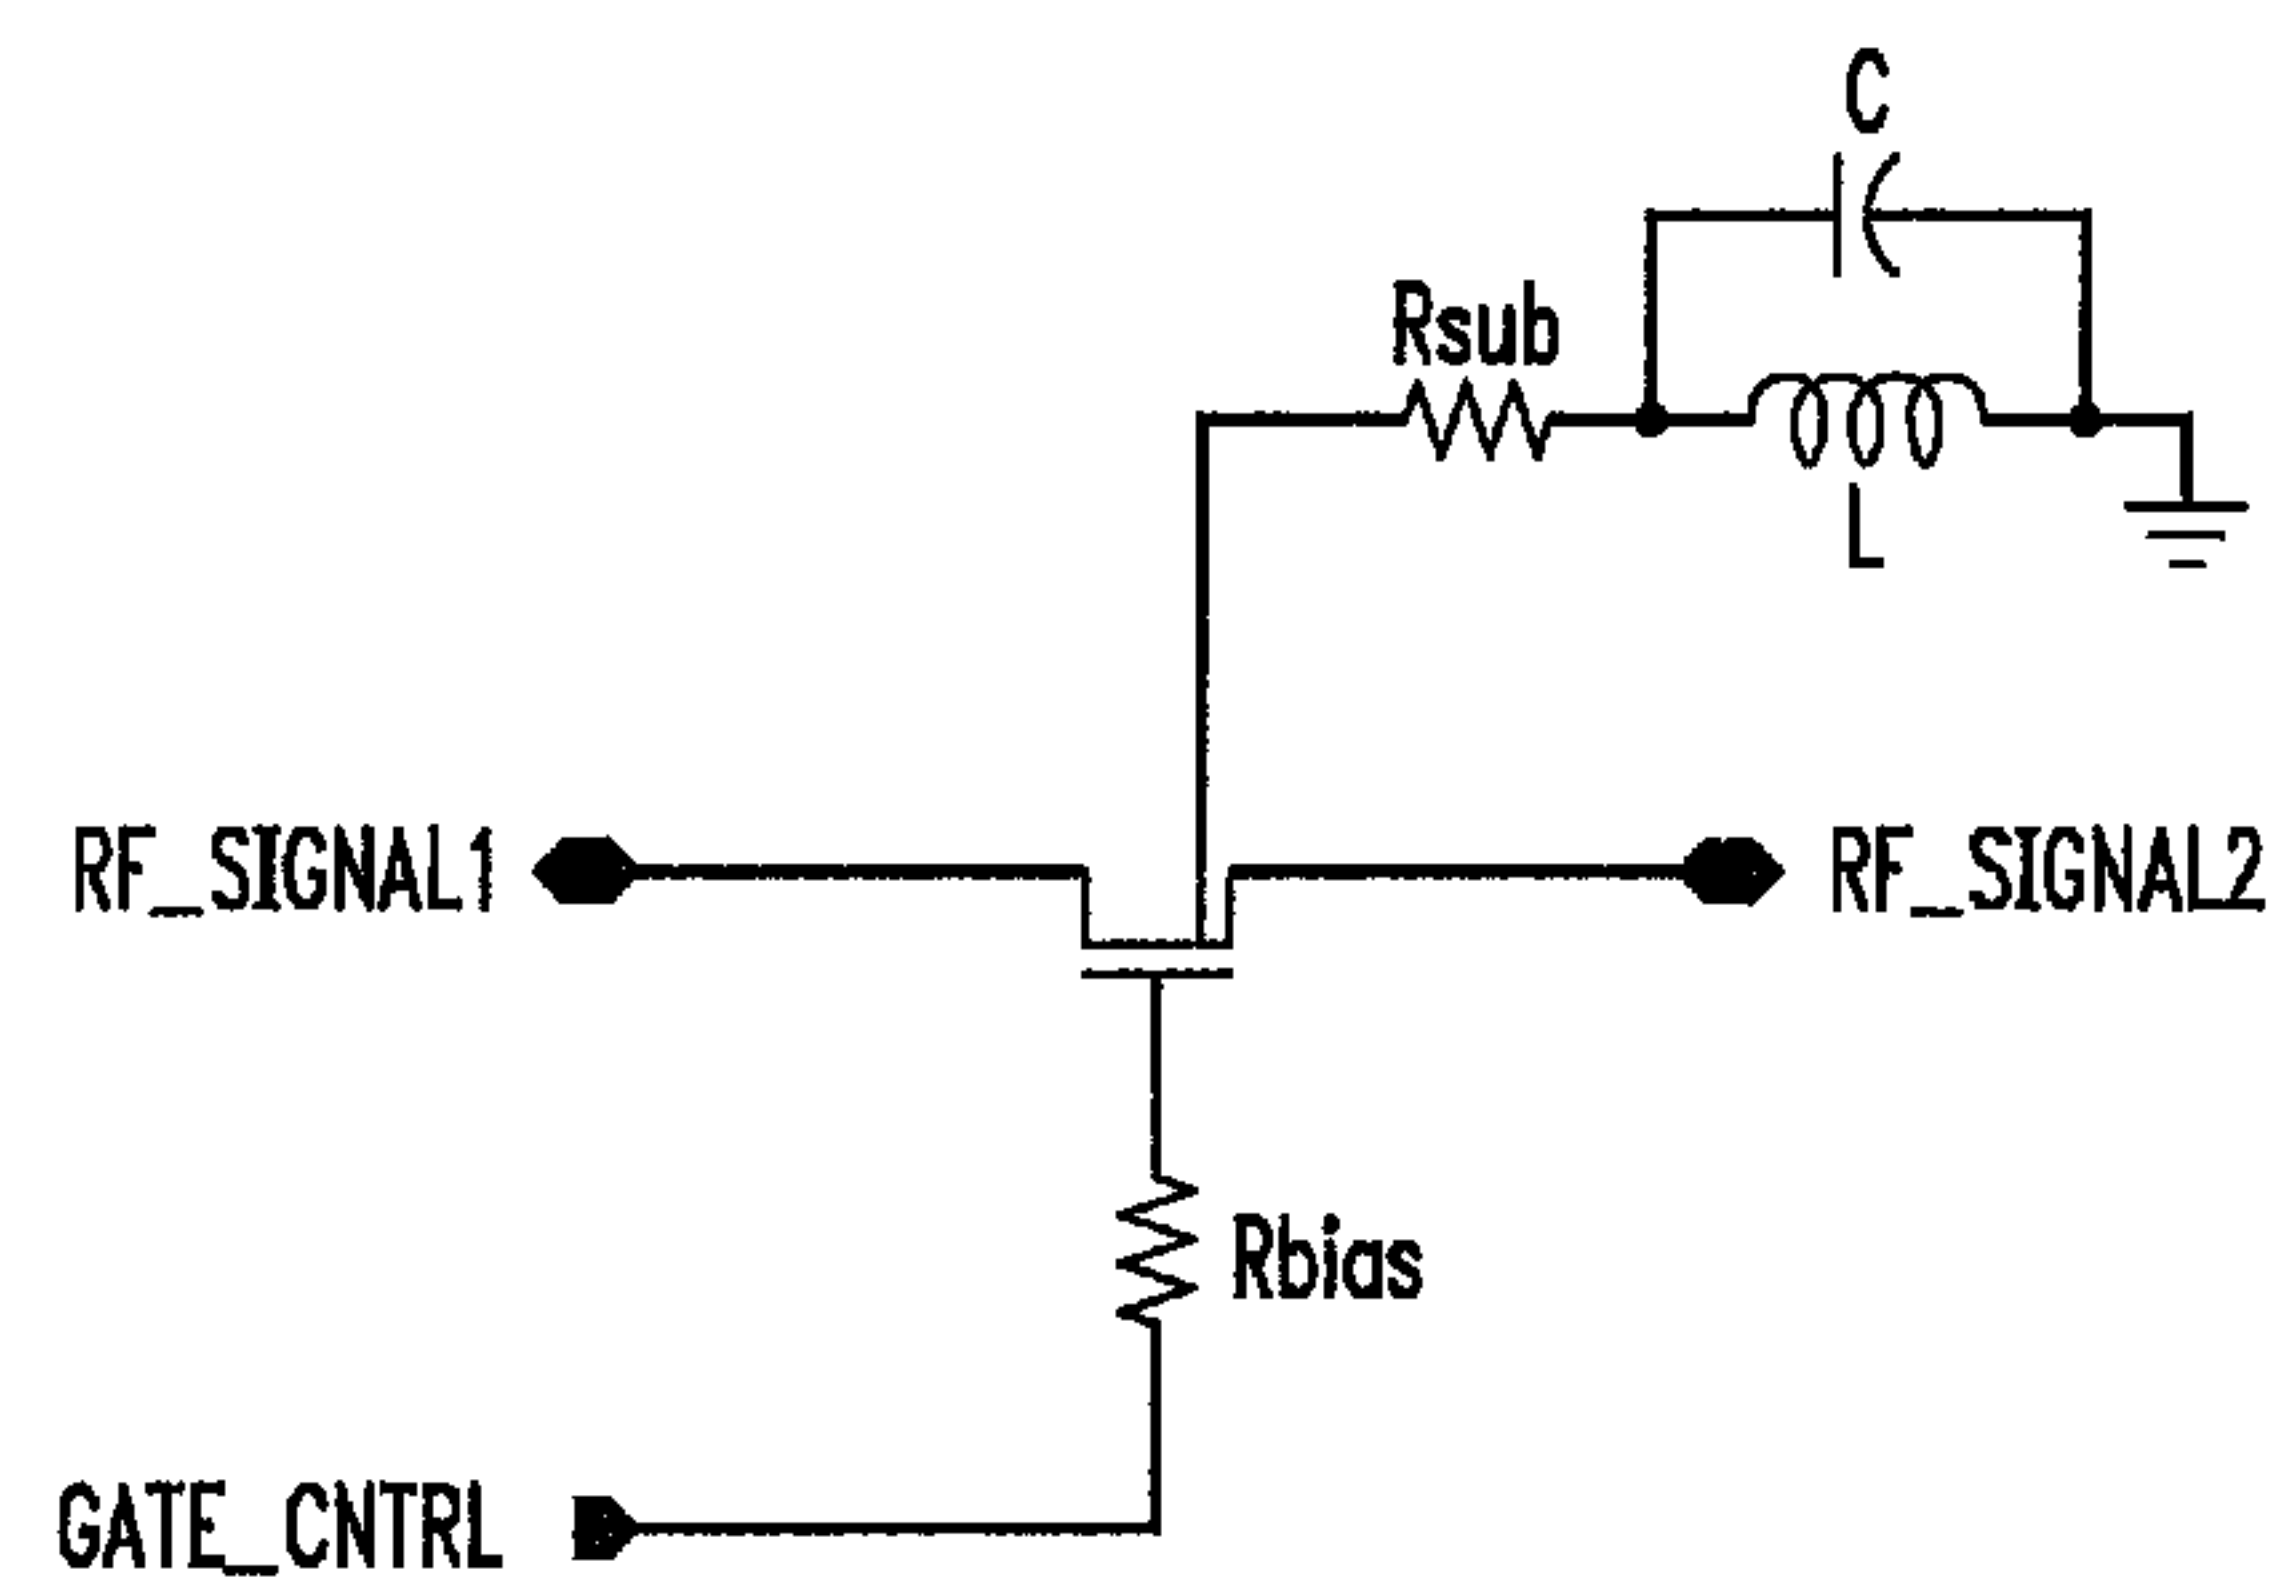 C
Rsub
L
RF_SIGNAL1
RF_SIGNAL2
Rbias
GATE_CNTRL